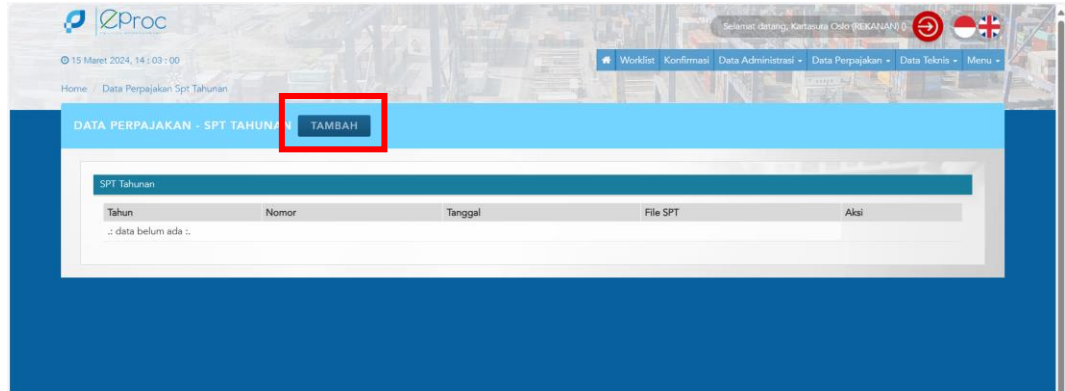 eProc
Selamat datang, Kartasura Oslo (REKANAN) ()
15 Maret 2024, 14 : 03 : 00
Worklist Konfirmasi Data Administrasi Data Perpajakan Data Teknis Menu
Home / Data Perpajakan Spt Tahunan
DATA PERPAJAKAN - SPT TAHUNAN TAMBAH
SPT Tahunan
Tahun Nomor Tanggal File SPT Aksi
.: data belum ada :.